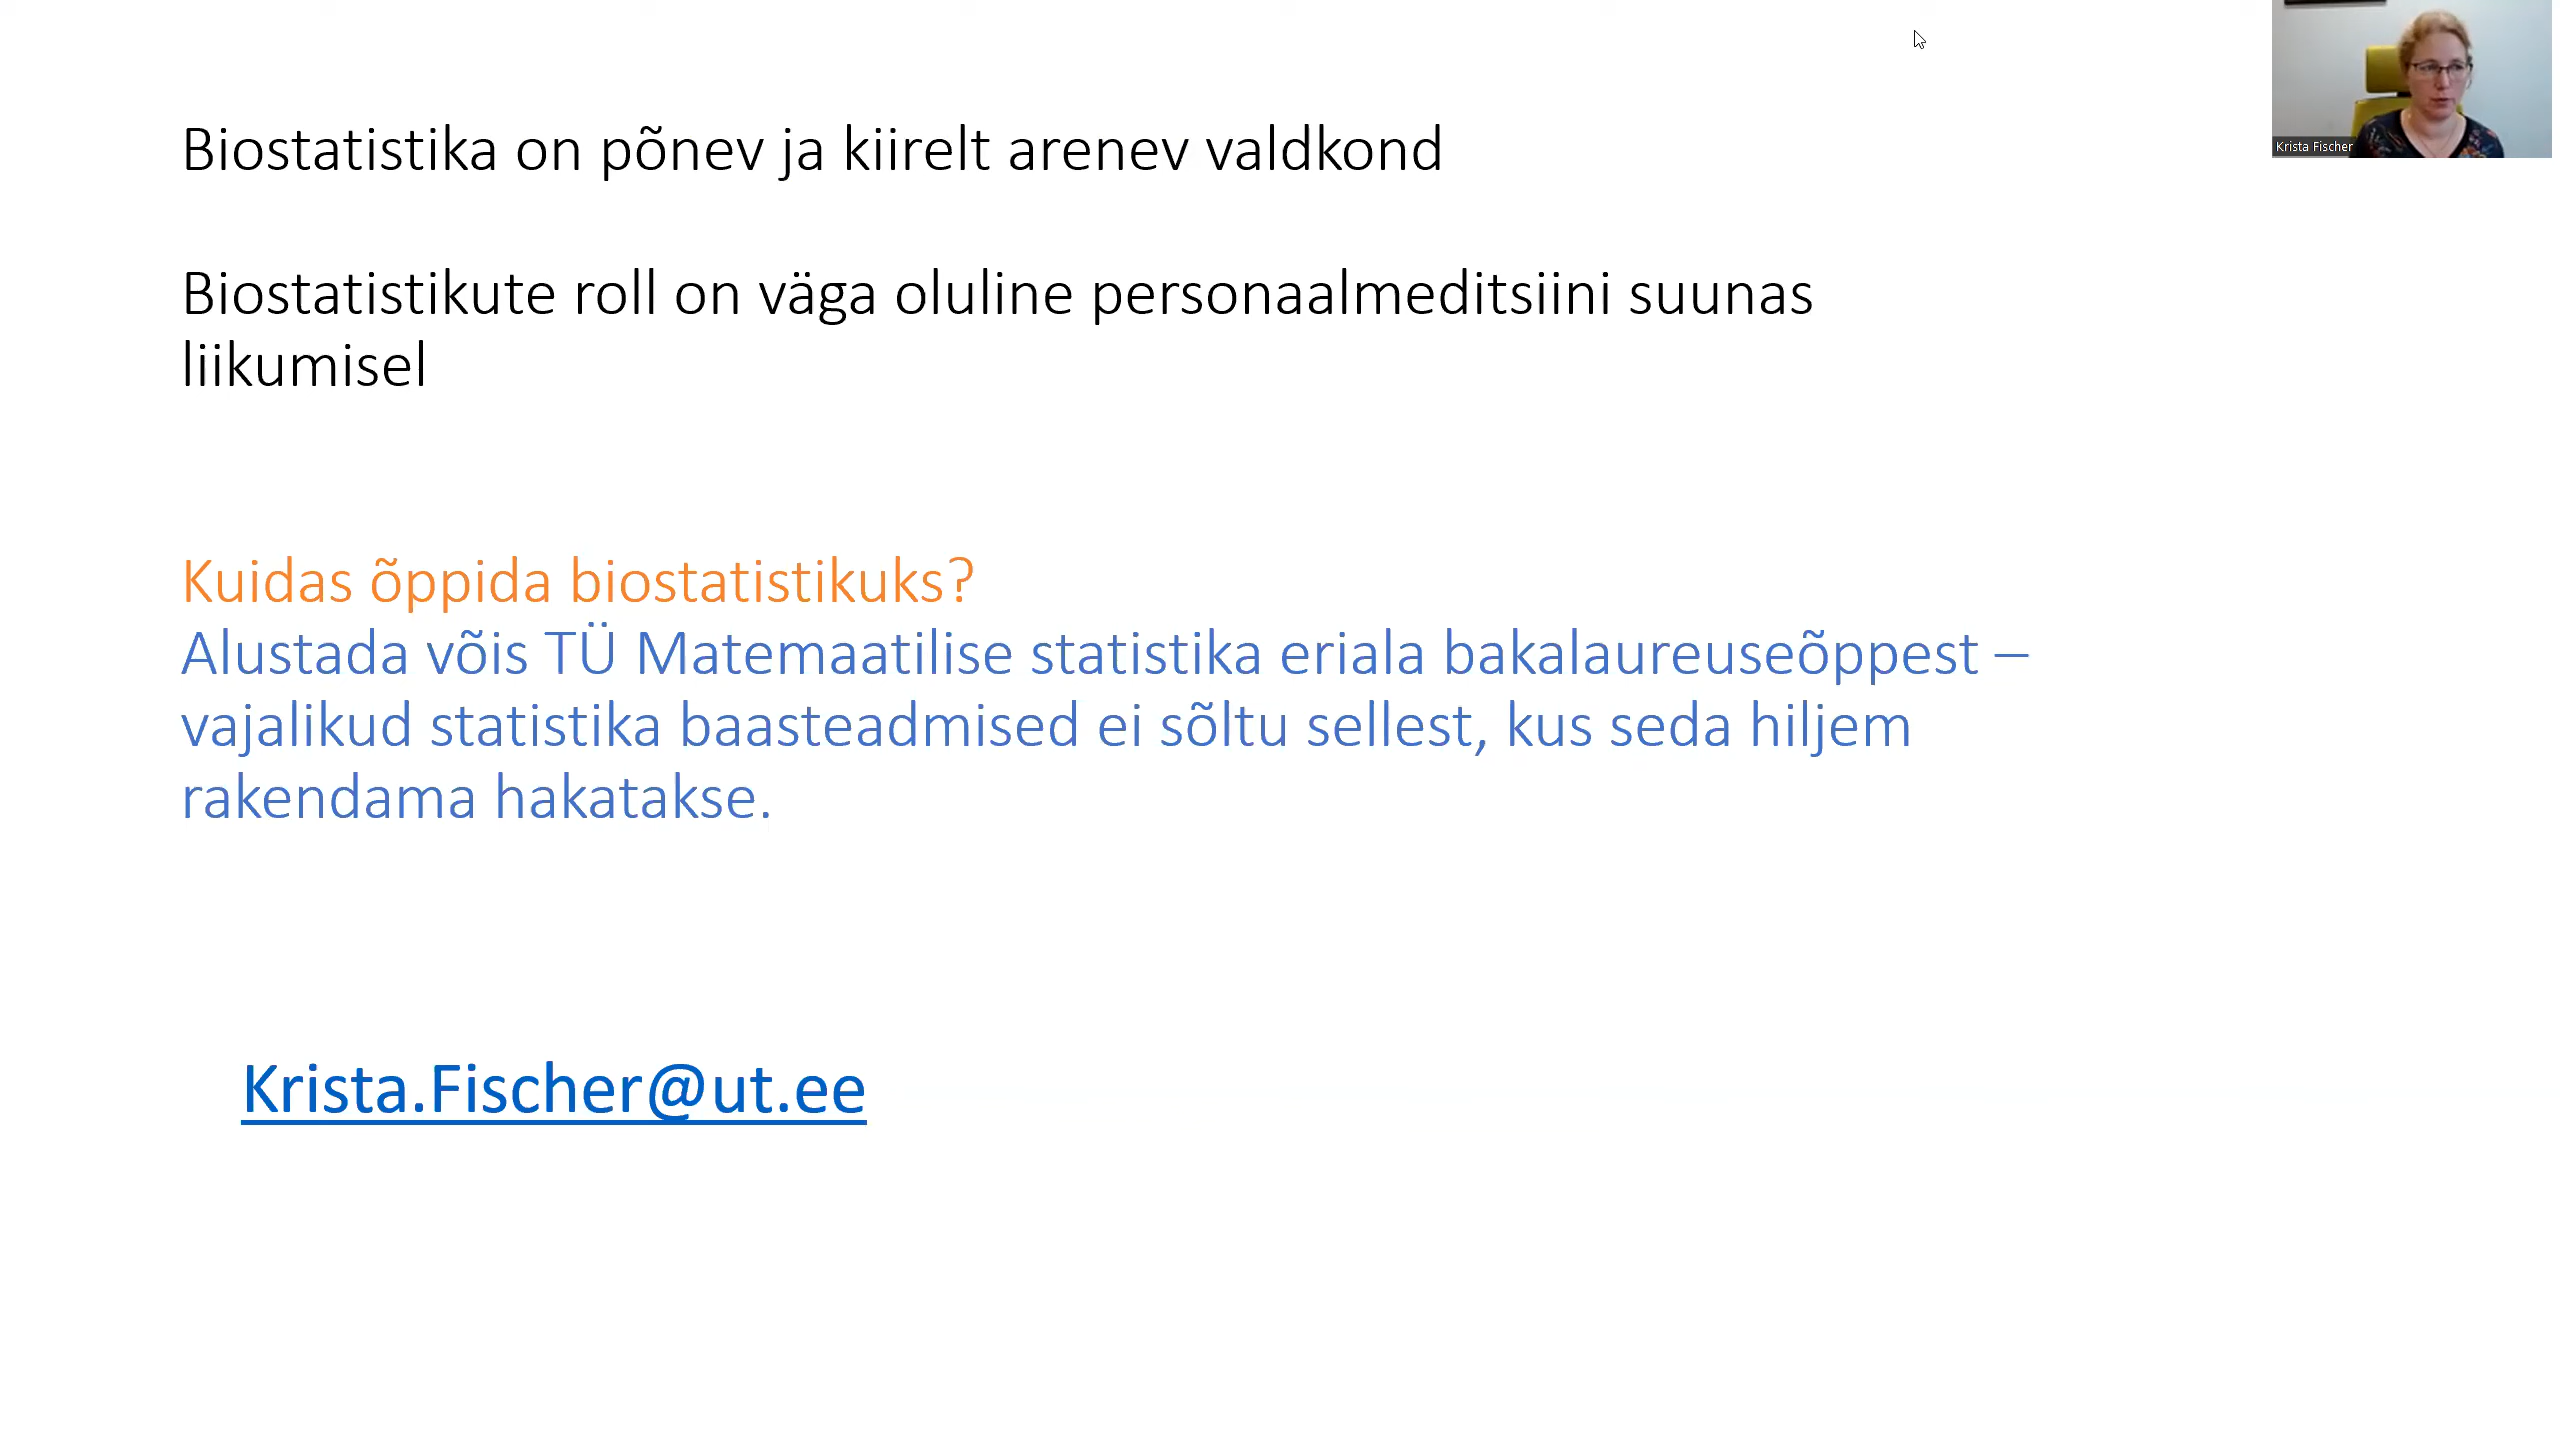 Biostatistika on põnev ja kiirelt arenev valdkond
Biostatistikute roll on väga oluline personaalmeditsiini suunas
liikumisel
Kuidas õppida biostatistikuks?
Alustada võis TÜ Matemaatilise statistika eriala bakalaureuseõppest –
vajalikud statistika baasteadmised ei sõltu sellest, kus seda hiljem
rakendama hakatakse.
Krista.Fischer@ut.ee
Krista Fischer